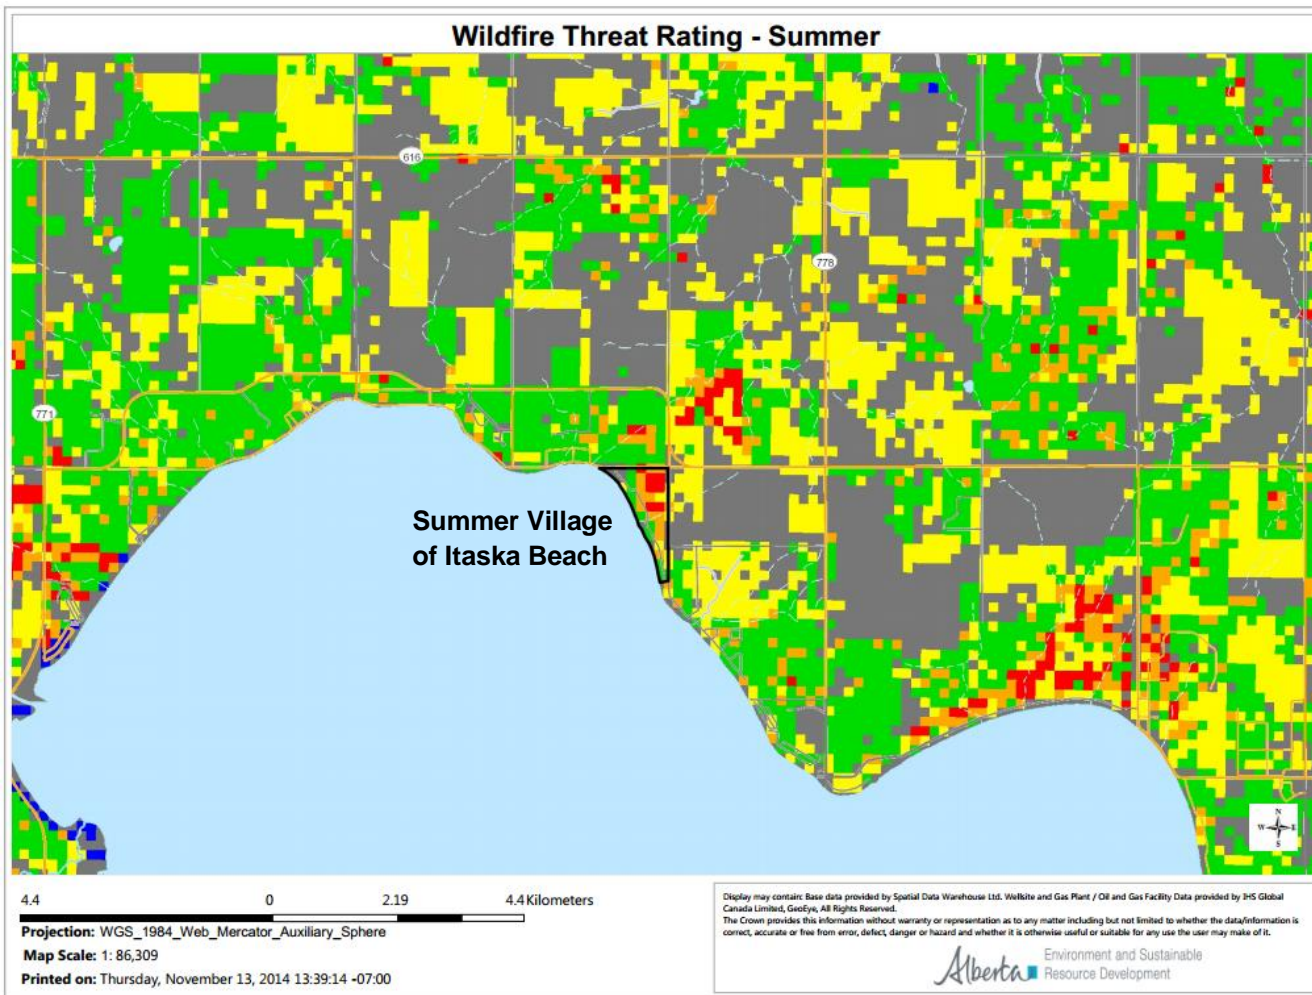 Wildfire Threat Rating - Summer
616
778
771
Summer Village
of Itaska Beach
N
W E
S
4.4 0 2.19 4.4 Kilometers
Projection: WGS_1984_Web_Mercator_Auxiliary_Sphere
Map Scale: 1: 86,309
Printed on: Thursday, November 13, 2014 13:39:14 -07:00
Display may contain: Base data provided by Spatial Data Warehouse Ltd. Wellsite and Gas Plant / Oil and Gas Facility Data provided by IHS Global
Canada Limited, GeoEye, All Rights Reserved.
The Crown provides this information without warranty or representation as to any matter including but not limited to whether the data/information is
correct, accurate or free from error, defect, danger or hazard and whether it is otherwise useful or suitable for any use the user may make of it.
Alberta Environment and Sustainable
Resource Development